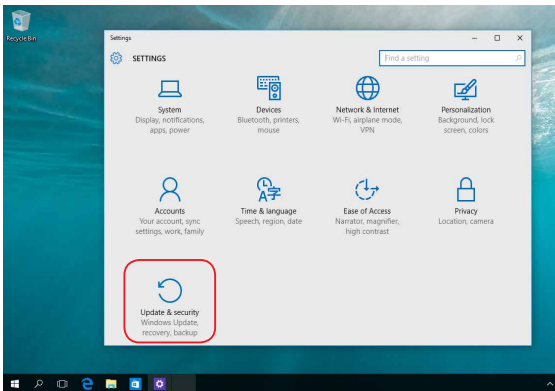 Recycle Bin
Settings
SETTINGS
Find a setting
System
Display, notifications,
apps, power
Devices
Bluetooth, printers,
mouse
Network & Internet
Wi-Fi, airplane mode,
VPN
Personalization
Background, lock
screen, colors
Accounts
Your account, sync
settings, work, family
Time & language
Speech, region, date
Ease of Access
Narrator, magnifier,
high contrast
Privacy
Location, camera
Update & security
Windows Update,
recovery, backup